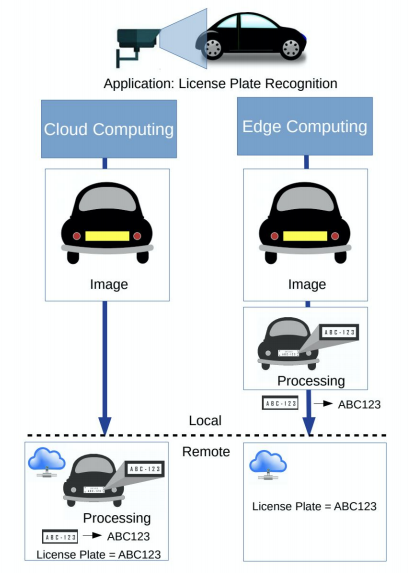 Application: License Plate Recognition
Cloud Computing
Edge Computing
Image
Image
ABC-123
Processing
ABC-123
ABC123
Local
Remote
ABC-123
Processing
ABC-123
ABC123
License Plate = ABC123
License Plate = ABC123